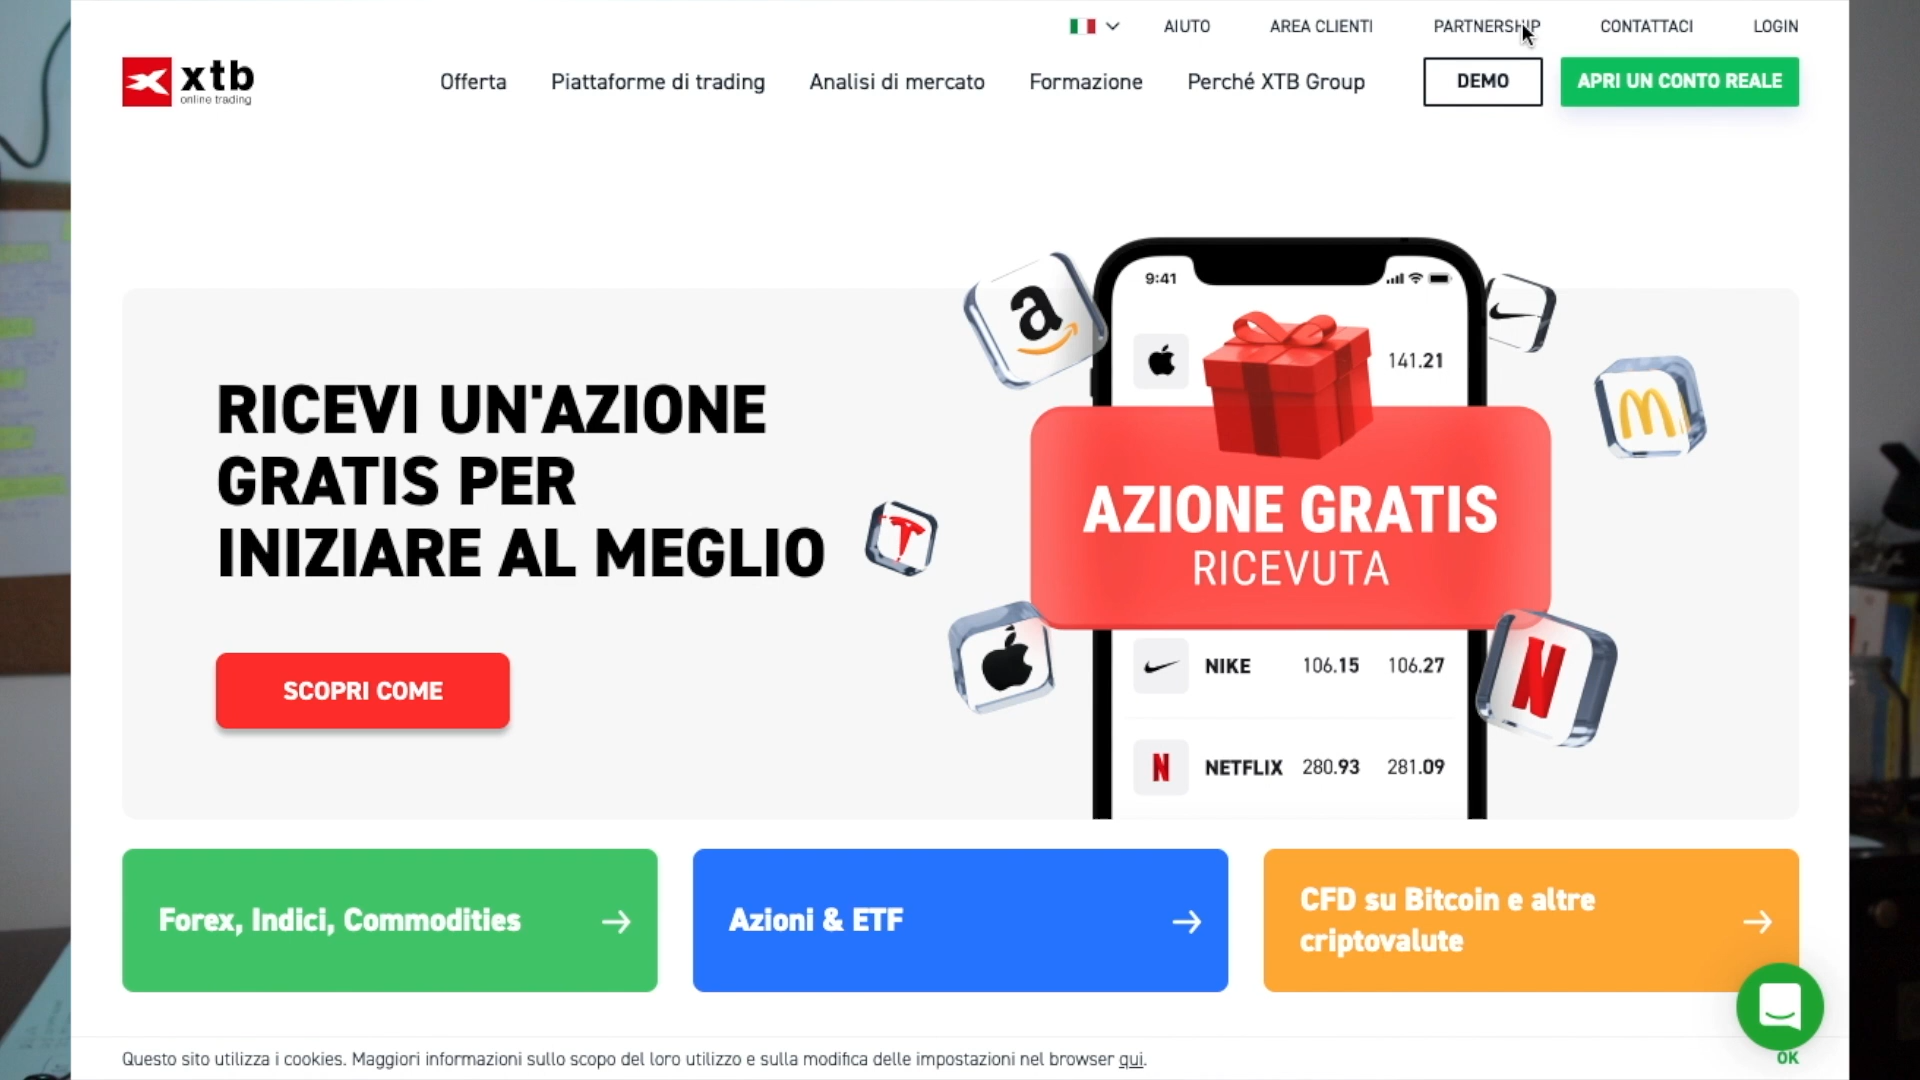 AIUTO
AREA CLIENTI
PARTNERSHIP
CONTATTACI
LOGIN
xtb
online trading
Offerta
Piattaforme di trading
Analisi di mercato
Formazione
Perché XTB Group
DEMO
APRI UN CONTO REALE
RICEVI UN'AZIONE
GRATIS PER
INIZIARE AL MEGLIO
SCOPRI COME
9:41
a
141.21
AZIONE GRATIS
RICEVUTA
NIKE 106.15 106.27
N
N NETFLIX 280.93 281.09
Forex, Indici, Commodities
Azioni & ETF
CFD su Bitcoin e altre
criptovalute
Questo sito utilizza i cookies. Maggiori informazioni sullo scopo del loro utilizzo e sulla modifica delle impostazioni nel browser qui.
OK